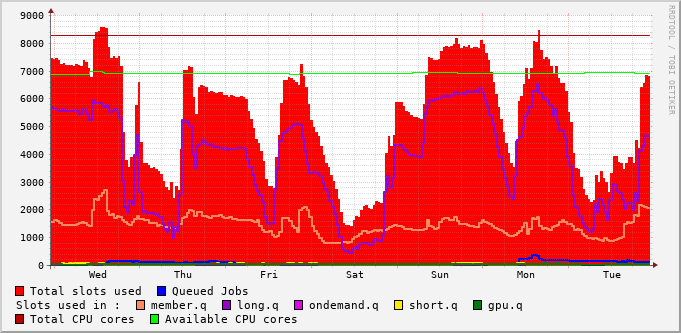 9000
8000
7000
6000
5000
4000
3000
2000
1000
0
Wed Thu Fri Sat Sun Mon Tue
RRDTOOL / TOBI OETIKER
Total slots used Queued Jobs
Slots used in : member.q long.q ondemand.q short.q gpu.q
Total CPU cores Available CPU cores